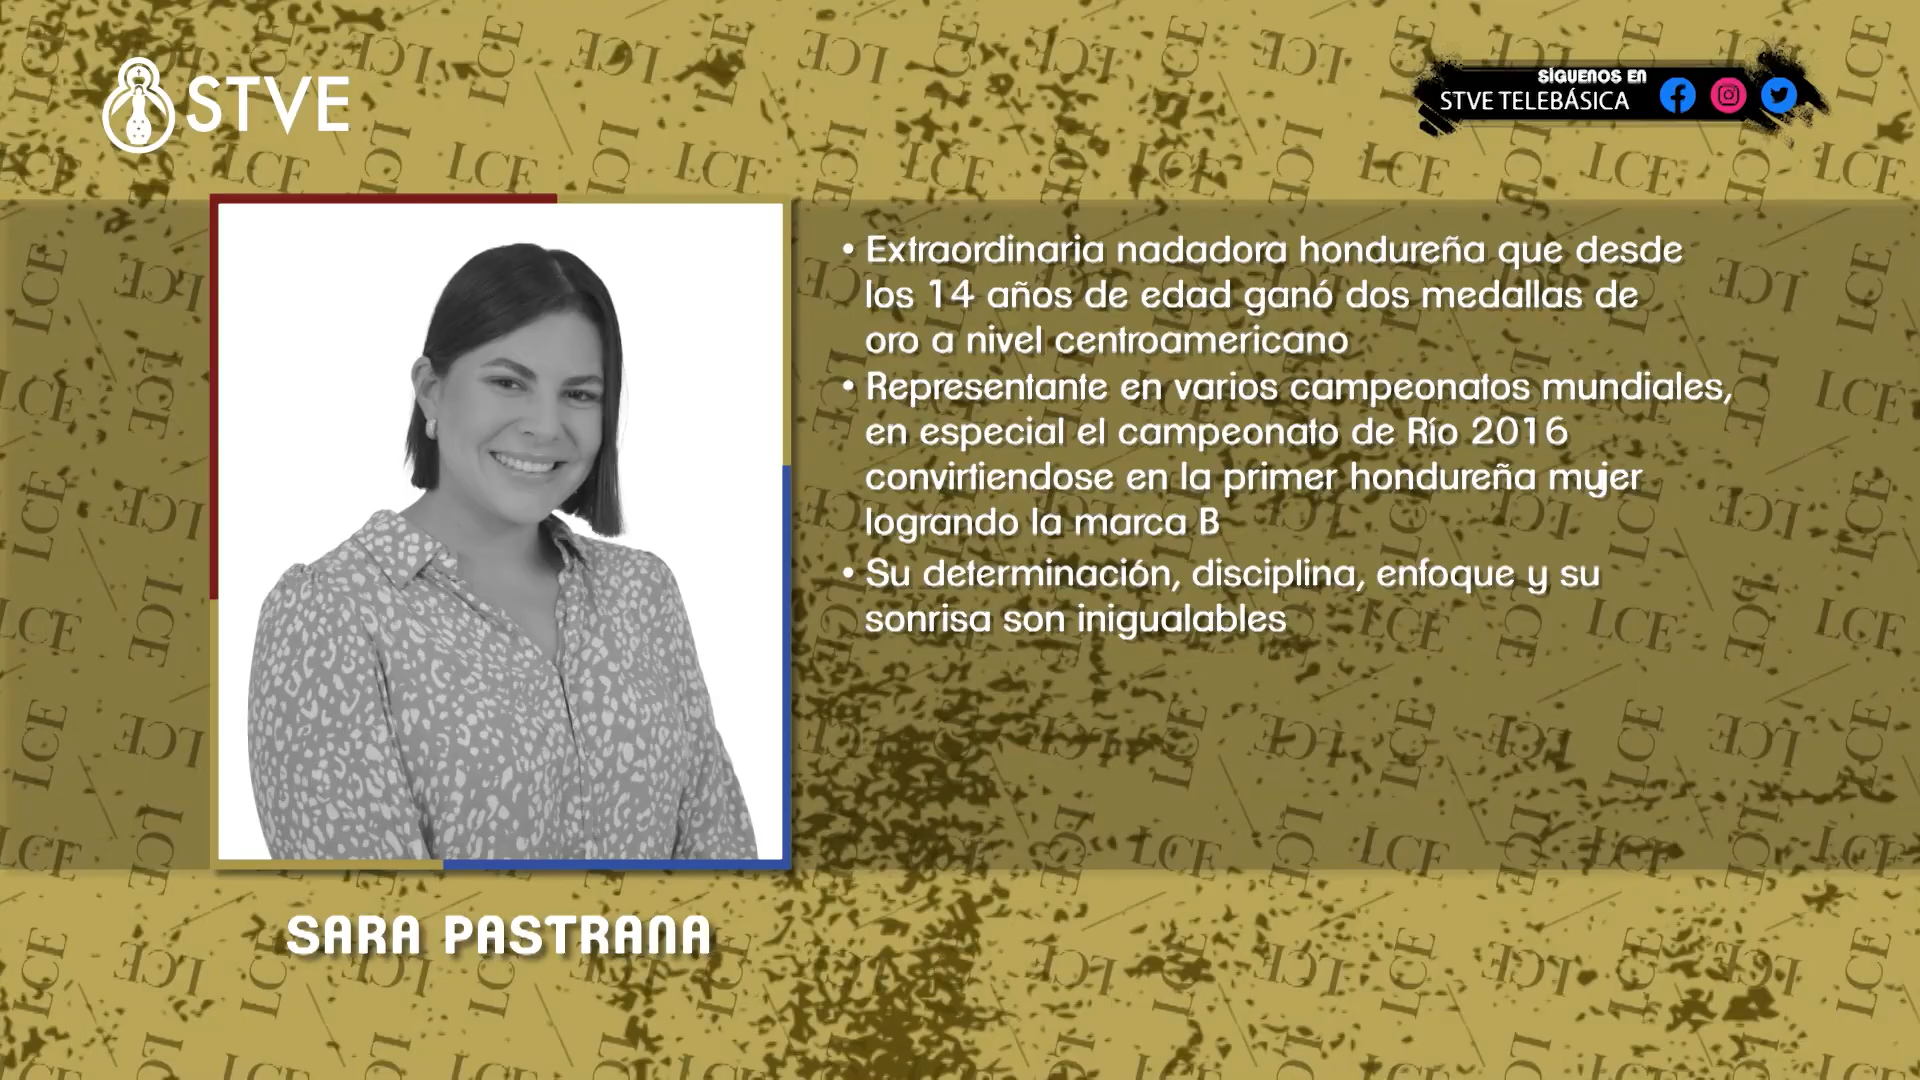 STVE
SÍGUENOS EN
STVE TELEBÁSICA
• Extraordinaria nadadora hondureña que desde
los 14 años de edad ganó dos medallas de
oro a nivel centroamericano
• Representante en varios campeonatos mundiales,
en especial el campeonato de Río 2016
convirtiendose en la primer hondureña mujer
logrando la marca B
• Su determinación, disciplina, enfoque y su
sonrisa son inigualables
SARA PASTRANA
LCE